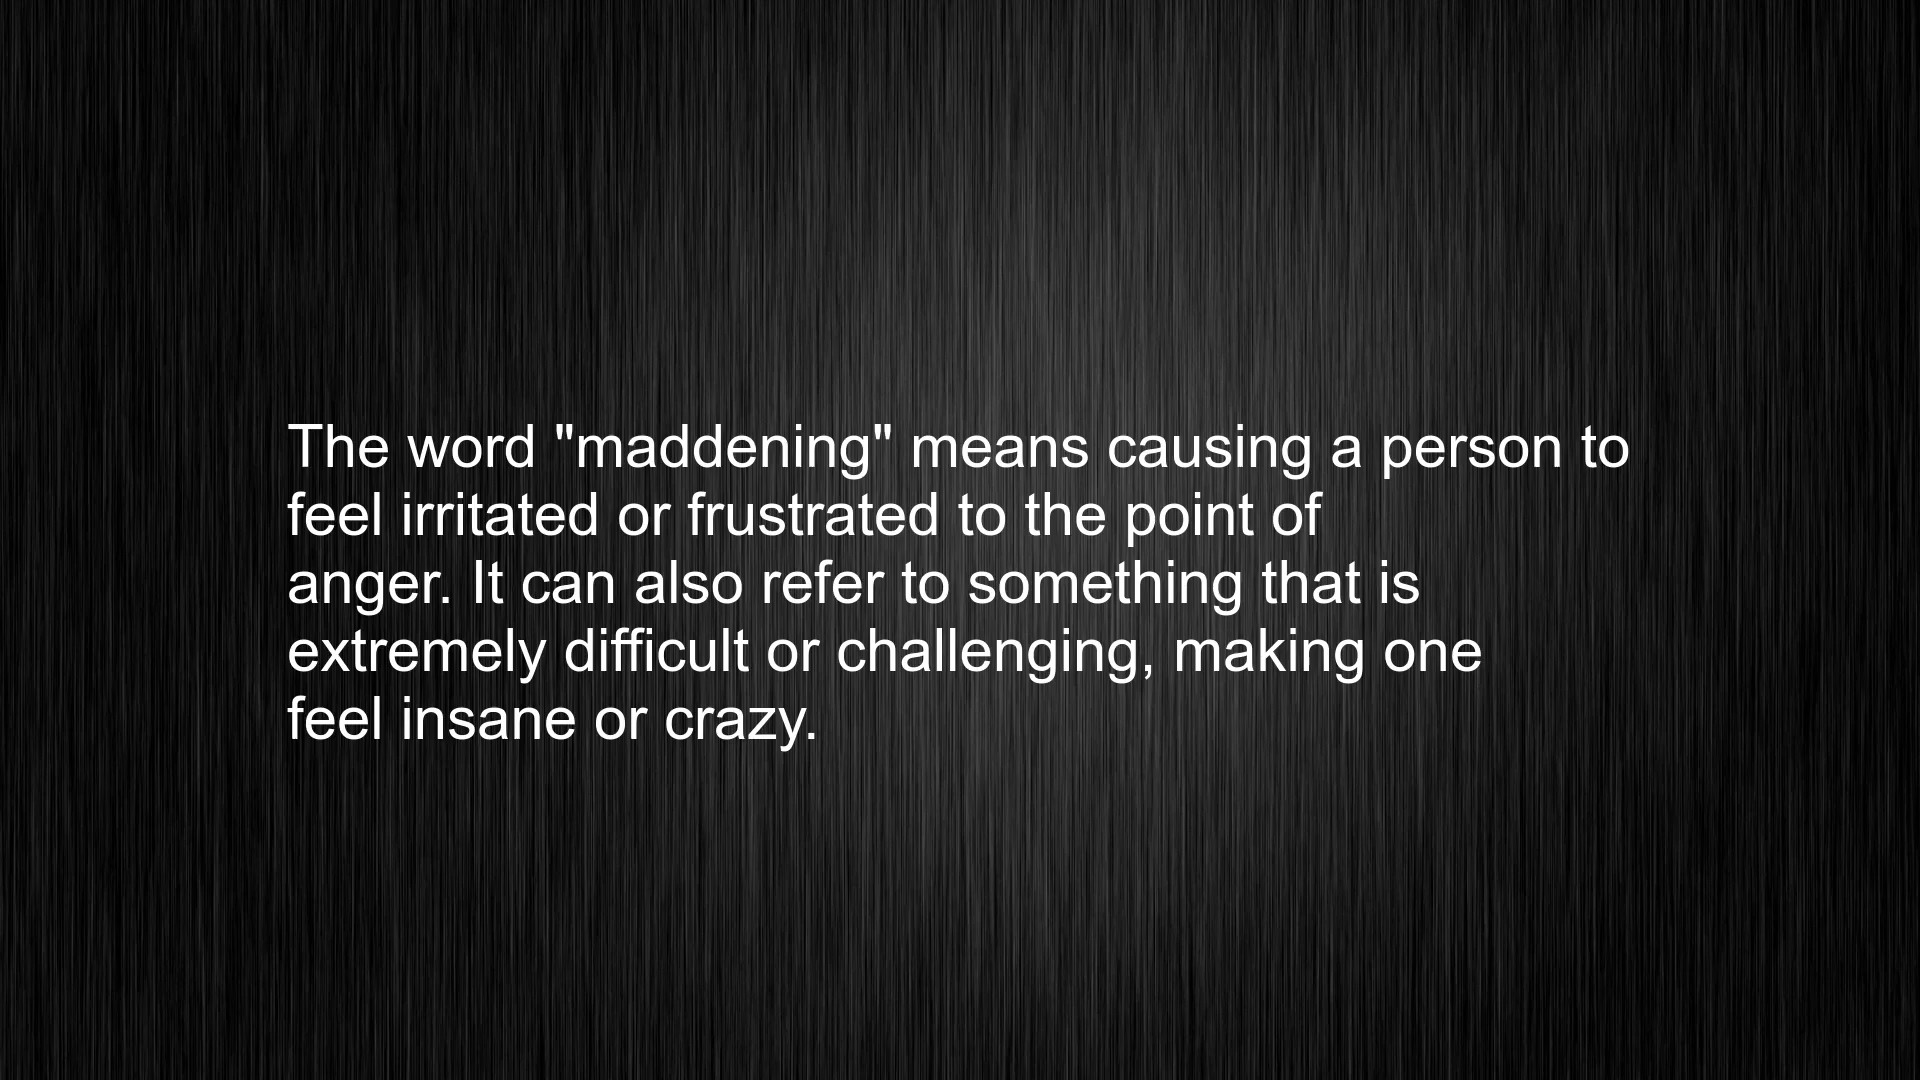 The word "maddening" means causing a person to
feel irritated or frustrated to the point of
anger. It can also refer to something that is
extremely difficult or challenging, making one
feel insane or crazy.